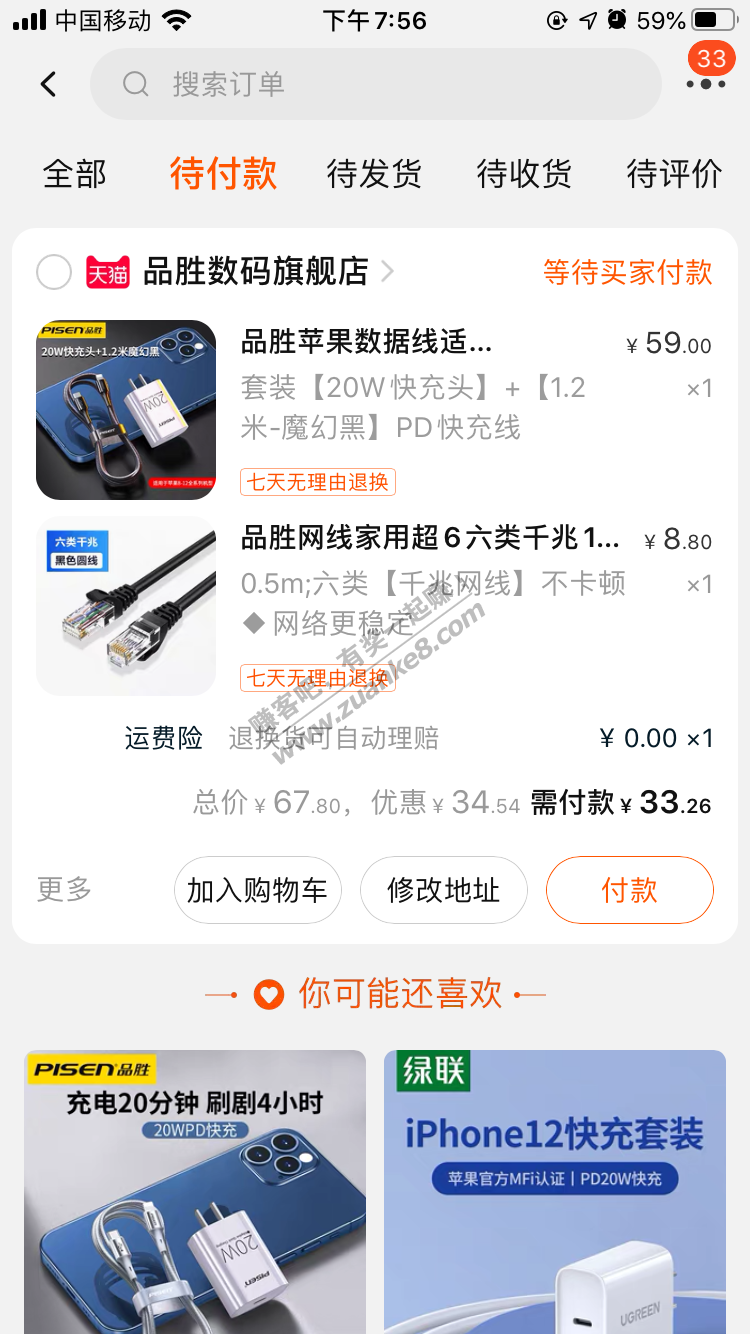 中国移动 下午7:56 59%
搜索订单
33
全部 待付款 待发货 待收货 待评价
天猫 品胜数码旗舰店 等待买家付款
PISEN品胜
20W快充头+1.2米魔幻黑
20W
PISEN
适用于苹果8-12全系列机型
品胜苹果数据线适... ¥59.00
套装【20W快充头】+【1.2 ×1
米-魔幻黑】PD快充线
七天无理由退换
六类千兆
黑色圆线
品胜网线家用超6六类千兆1... ¥8.80
0.5m;六类【千兆网线】不卡顿 ×1
◆网络更稳定
七天无理由退换
赚客吧,有奖一起赚!
www.zuanke8.com
运费险 退换货可自动理赔 ¥0.00 ×1
总价¥67.80，优惠¥34.54 需付款¥33.26
更多 加入购物车 修改地址 付款
你可能还喜欢
PISEN品胜
充电20分钟 刷剧4小时
20WPD快充
20W
PISEN
绿联
iPhone12快充套装
苹果官方MFi认证 | PD20W快充
UGREEN